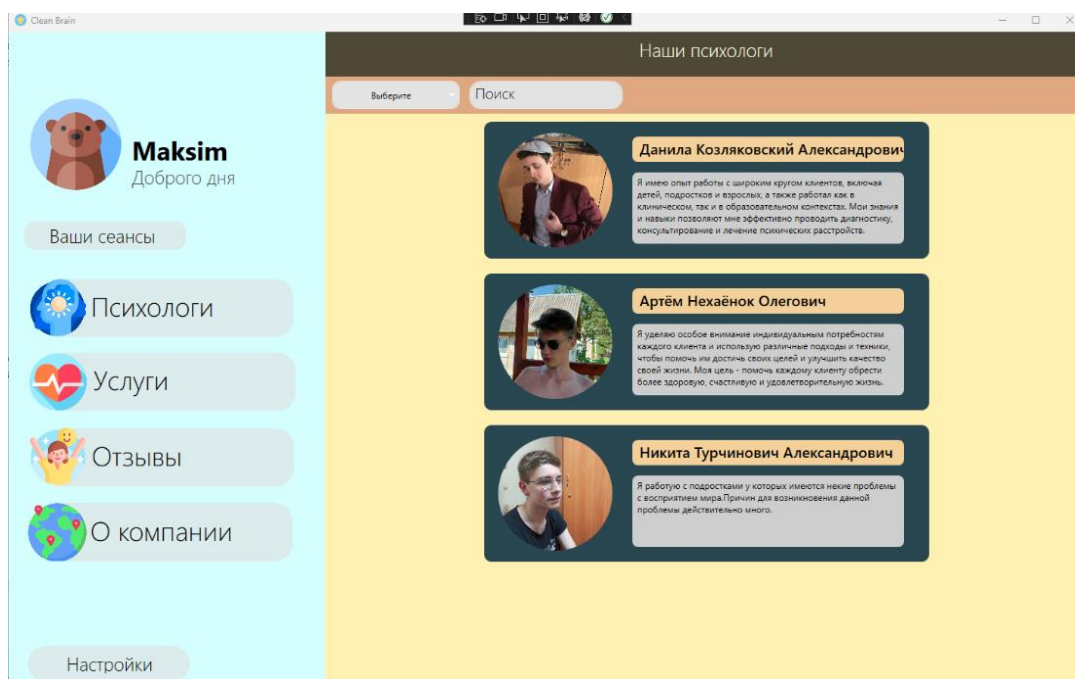 Clean Brain
Наши психологи
Выберите
Поиск
Maksim
Доброго дня
Ваши сеансы
Психологи
Услуги
Отзывы
О компании
Настройки
Данила Козляковский Александрович
Я имею опыт работы с широким кругом клиентов, включая
детей, подростков и взрослых, а также работал как в
клиническом, так и в образовательном контекстах. Мои знания
и навыки позволяют мне эффективно проводить диагностику,
консультирование и лечение психических расстройств.
Артём Нехаёнок Олегович
Я уделяю особое внимание индивидуальным потребностям
каждого клиента и использую различные подходы и техники,
чтобы помочь им достичь своих целей и улучшить качество
своей жизни. Моя цель - помочь каждому клиенту обрести
более здоровую, счастливую и удовлетворительную жизнь.
Никита Турчинович Александрович
Я работую с подростками у которых имеются некие проблемы
с восприятием мира.Причин для возникновения данной
проблемы действительно много.